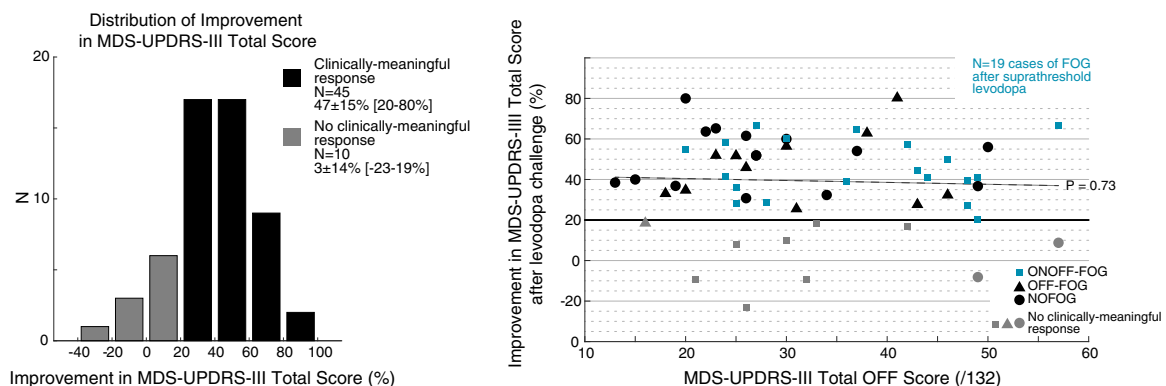 Distribution of Improvement
in MDS-UPDRS-III Total Score
20
10
0
N
Clinically-meaningful
response
N=45
47±15% [20-80%]
No clinically-meaningful
response
N=10
3±14% [-23-19%]
-40 -20 0 20 40 60 80 100
Improvement in MDS-UPDRS-III Total Score (%)
Improvement in MDS-UPDRS-III Total Score
after levodopa challenge (%)
80
60
40
20
0
-20
N=19 cases of FOG
after suprathreshold
levodopa
P = 0.73
ONOFF-FOG
OFF-FOG
NOFOG
No clinically-meaningful
response
10 20 30 40 50 60
MDS-UPDRS-III Total OFF Score (/132)